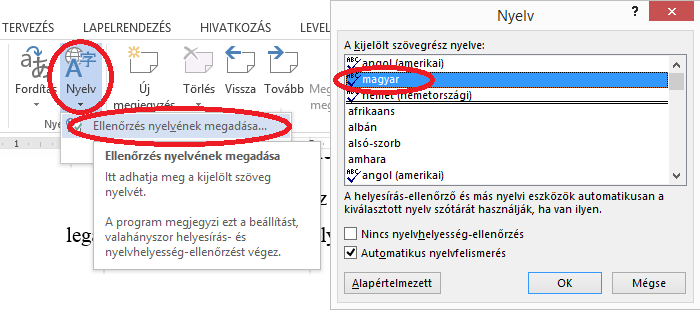 TERVEZÉS LAPELRENDEZÉS HIVATKOZÁS
Fordítás Nyelv Új megjegyzés Törlés Vissza Tovább
Ellenőrzés nyelvének megadása...
1
Ellenőrzés nyelvének megadása
Itt adhatja meg a kijelölt szöveg
nyelvét.
A program megjegyzi ezt a beállítást,
valahányszor helyesírás- és
nyelvhelyesség-ellenőrzést végez.
Nyelv
A kijelölt szövegrész nyelve:
angol (amerikai)
magyar
német (németországi)
afrikaans
albán
alsó-szorb
amhara
angol (amerikai)
A helyesírás-ellenőrző és más nyelvi eszközök automatikusan a
kiválasztott nyelv szótárát használják, ha van ilyen.
Nincs nyelvhelyesség-ellenőrzés
Automatikus nyelvfelismerés
Alapértelmezett OK Mégse